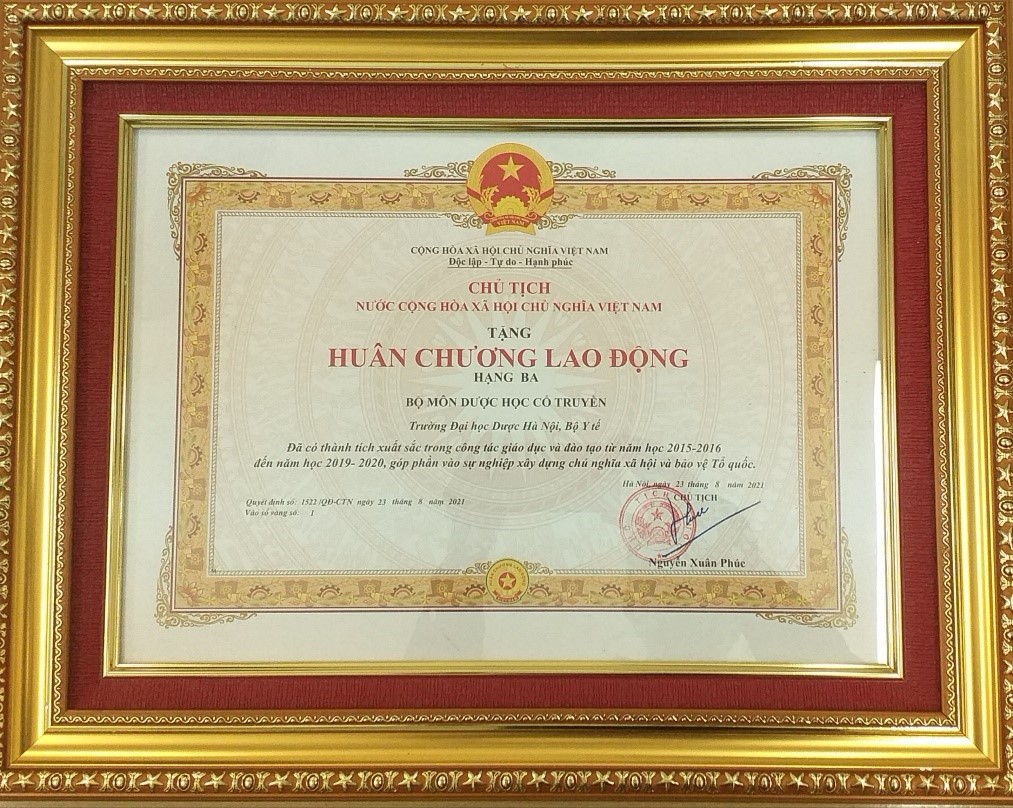 VIỆT NAM
CỘNG HÒA XÃ HỘI CHỦ NGHĨA VIỆT NAM
Độc lập - Tự do - Hạnh phúc
CHỦ TỊCH
NƯỚC CỘNG HÒA XÃ HỘI CHỦ NGHĨA VIỆT NAM
TẶNG
HUÂN CHƯƠNG LAO ĐỘNG
HẠNG BA
BỘ MÔN DƯỢC HỌC CỔ TRUYỀN
Trường Đại học Dược Hà Nội, Bộ Y tế
Đã có thành tích xuất sắc trong công tác giáo dục và đào tạo từ năm học 2015-2016
đến năm học 2019- 2020, góp phần vào sự nghiệp xây dựng chủ nghĩa xã hội và bảo vệ Tổ quốc.
Hà Nội, ngày 23 tháng 8 năm 2021
CHỦ TỊCH
Quyết định số: 1522 /QĐ-CTN ngày 23 tháng 8 năm 2021
Vào sổ vàng số: 1
Nguyễn Xuân Phúc